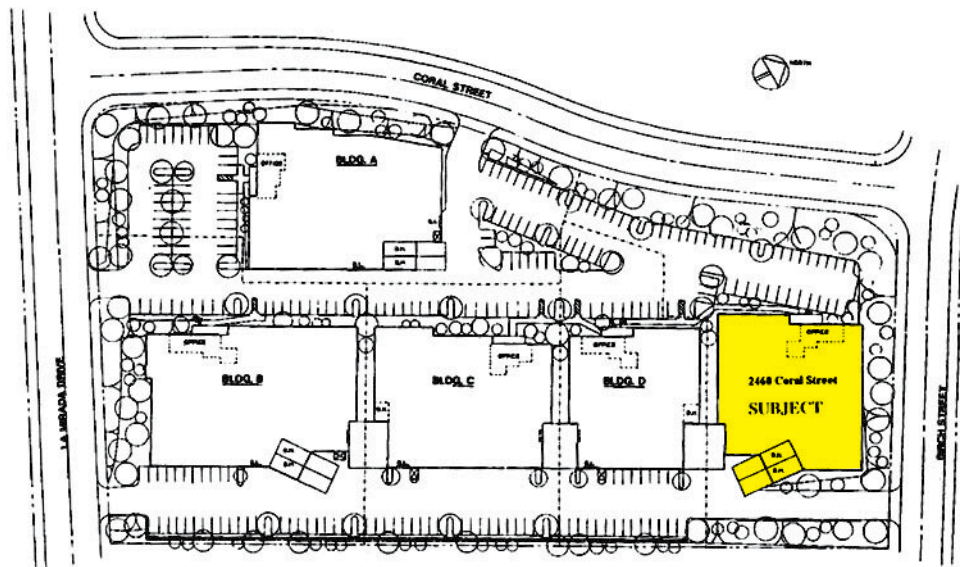 NORTH
CORAL STREET
BLDG. A
OFFICE
D.H.
D.H.
LA MIRADA DRIVE
OFFICE
BLDG. B
D.H.
D.H.
OFFICE
BLDG. C
D.H.
OFFICE
BLDG. D
D.H.
OFFICE
2460 Coral Street
SUBJECT
D.H.
D.H.
BIRCH STREET